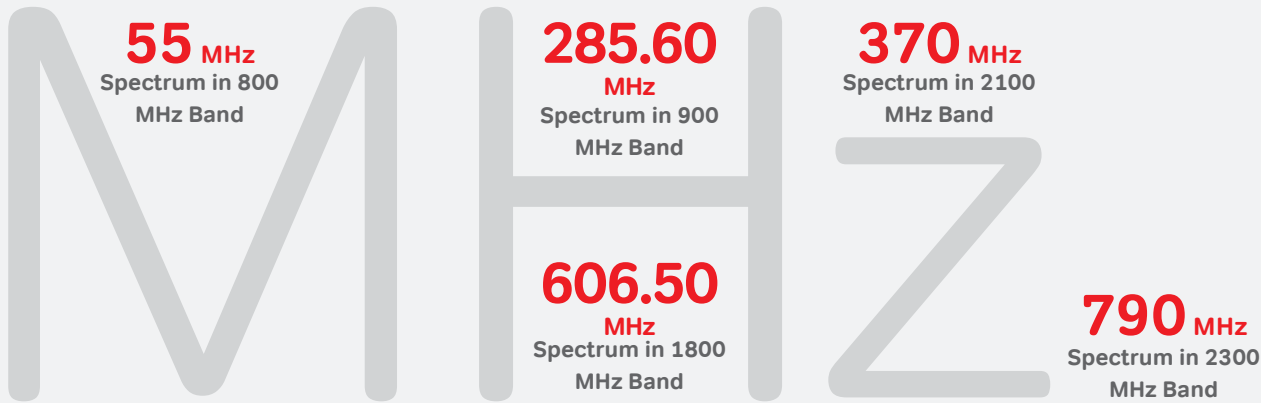 55 MHz
Spectrum in 800
MHz Band
285.60
MHz
Spectrum in 900
MHz Band
370 MHz
Spectrum in 2100
MHz Band
606.50
MHz
Spectrum in 1800
MHz Band
790 MHz
Spectrum in 2300
MHz Band
MHz